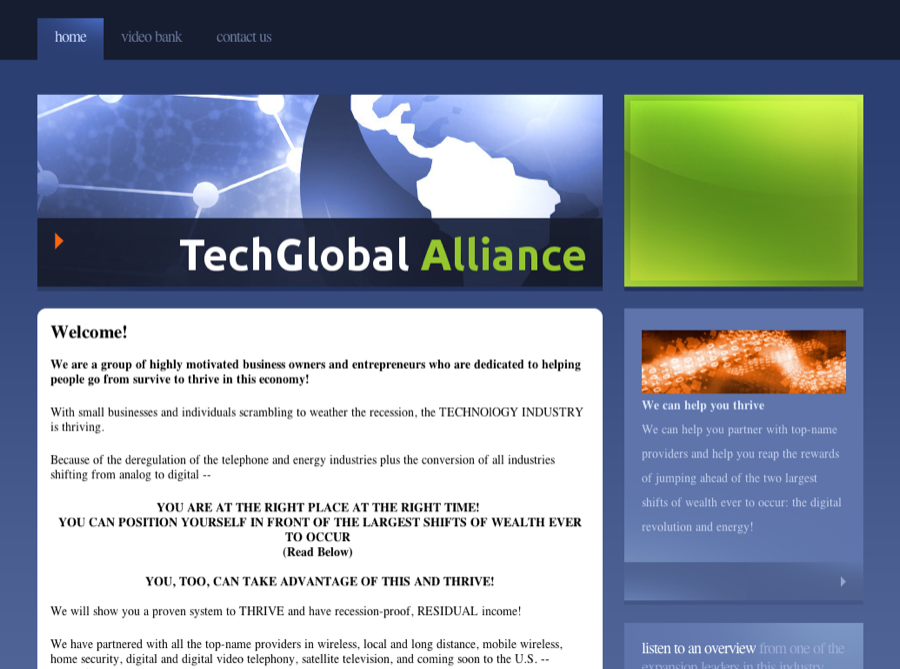 home
video bank
contact us
TechGlobal Alliance
Welcome!
We are a group of highly motivated business owners and entrepreneurs who are dedicated to helping
people go from survive to thrive in this economy!
With small businesses and individuals scrambling to weather the recession, the TECHNOlOGY INDUSTRY
is thriving.
Because of the deregulation of the telephone and energy industries plus the conversion of all industries
shifting from analog to digital --
YOU ARE AT THE RIGHT PLACE AT THE RIGHT TIME!
YOU CAN POSITION YOURSELF IN FRONT OF THE LARGEST SHIFTS OF WEALTH EVER
TO OCCUR
(Read Below)
YOU, TOO, CAN TAKE ADVANTAGE OF THIS AND THRIVE!
We will show you a proven system to THRIVE and have recession-proof, RESIDUAL income!
We have partnered with all the top-name providers in wireless, local and long distance, mobile wireless,
home security, digital and digital video telephony, satellite television, and coming soon to the U.S. --
We can help you thrive
We can help you partner with top-name
providers and help you reap the rewards
of jumping ahead of the two largest
shifts of wealth ever to occur: the digital
revolution and energy!
listen to an overview from one of the
expansion leaders in this industry